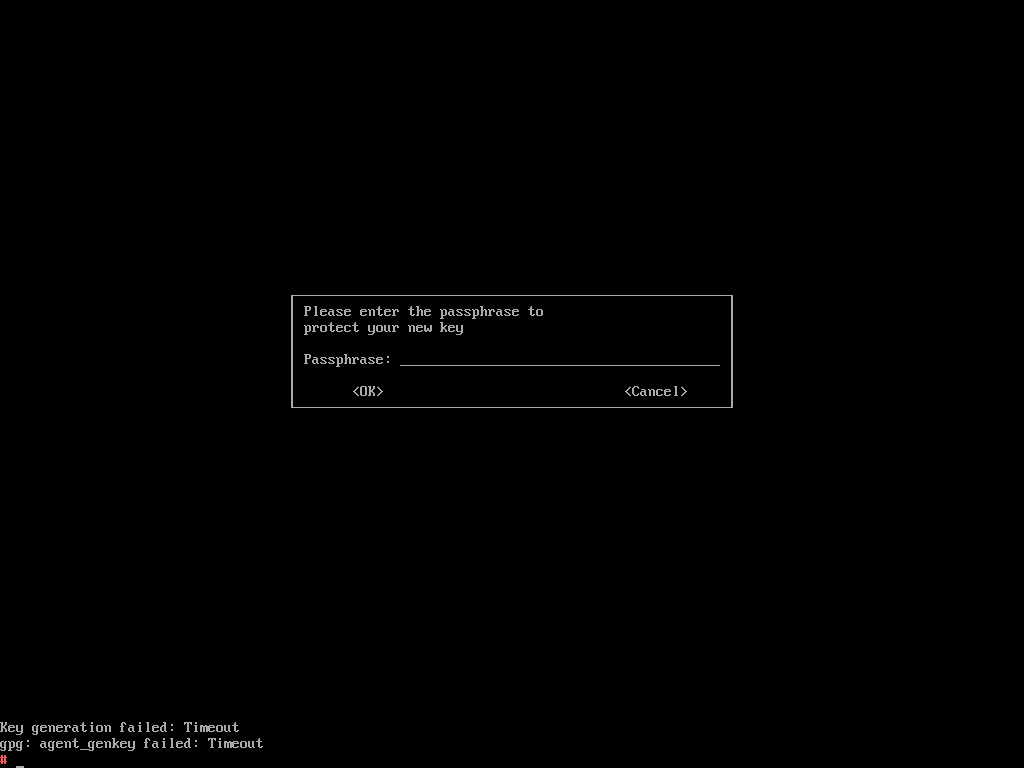 Please enter the passphrase to
protect your new key
Passphrase: ________________________________________
<OK> <Cancel>
Key generation failed: Timeout
gpg: agent_genkey failed: Timeout
# _